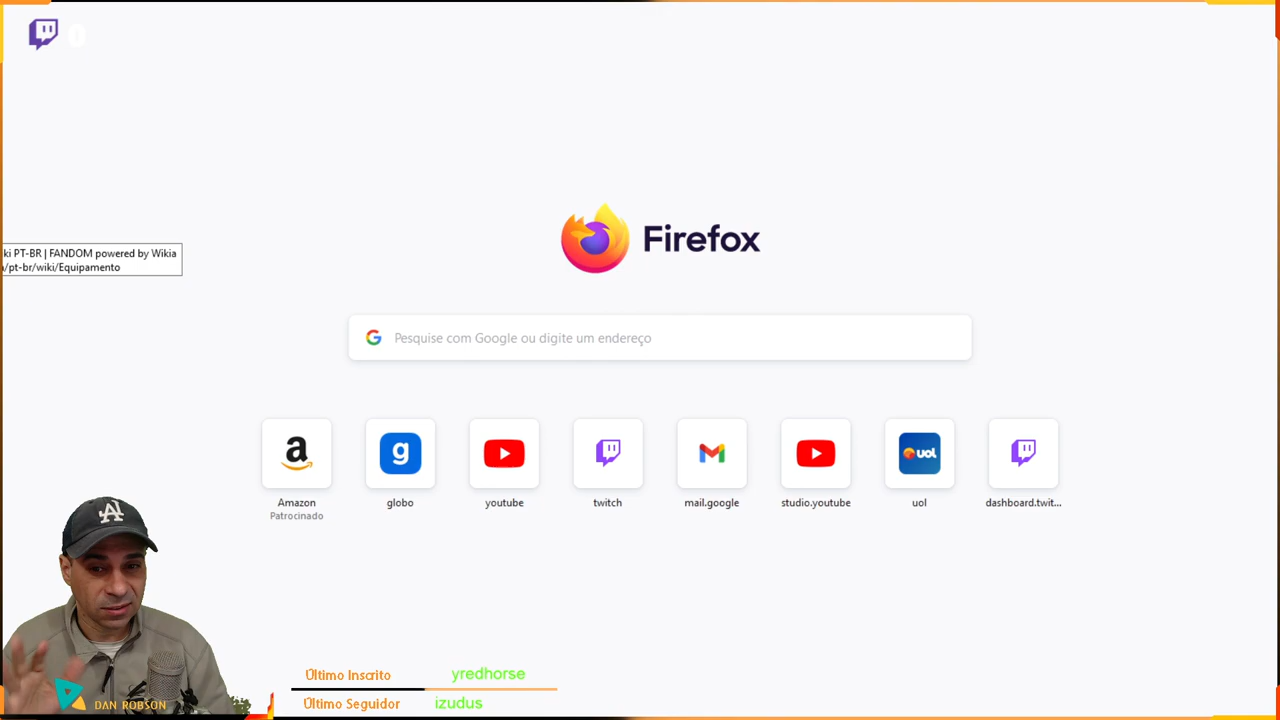 0
Firefox
ki PT-BR | FANDOM powered by Wikia
/pt-br/wiki/Equipamento
Pesquise com Google ou digite um endereço
Amazon
Patrocinado
globo
youtube
twitch
mail.google
studio.youtube
uol
dashboard.twit...
Último Inscrito yredhorse
Último Seguidor izudus
DAN ROBSON